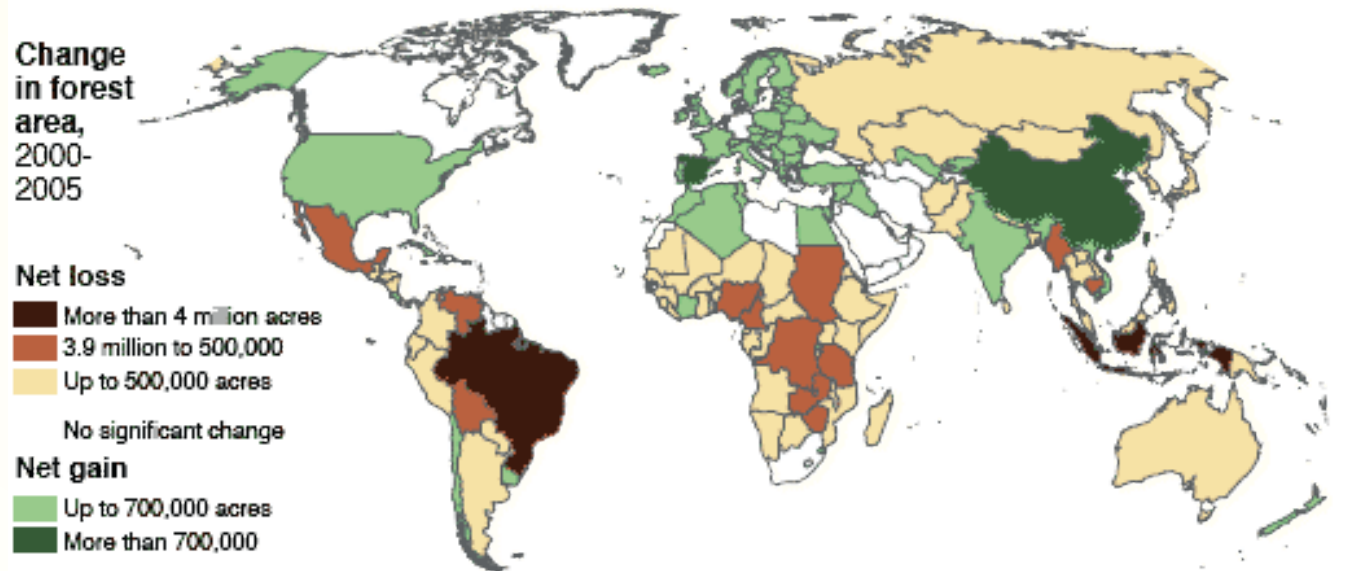 Change
in forest
area,
2000-
2005
Net loss
More than 4 million acres
3.9 million to 500,000
Up to 500,000 acres
No significant change
Net gain
Up to 700,000 acres
More than 700,000